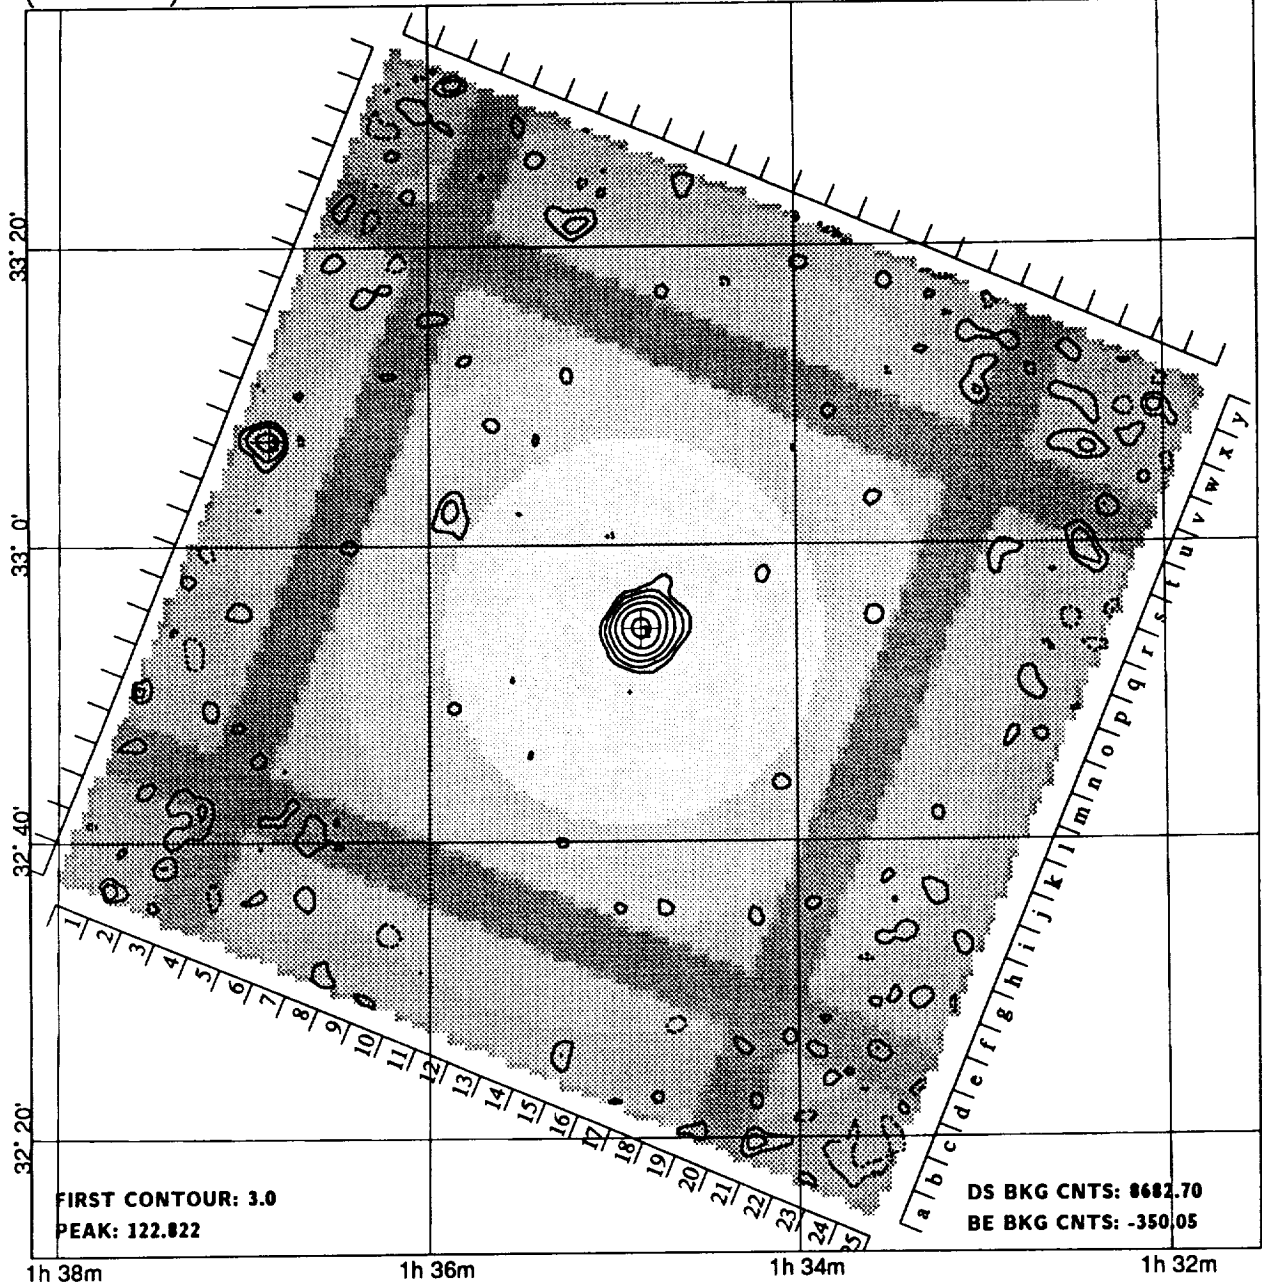 33° 20'
33° 0'
32° 40'
32° 20'
a b c d e f g h i j k l m n o p q r s t u v w x y
1 2 3 4 5 6 7 8 9 10 11 12 13 14 15 16 17 18 19 20 21 22 23 24 25
FIRST CONTOUR: 3.0
PEAK: 122.822
DS BKG CNTS: 8682.70
BE BKG CNTS: -350.05
1h 38m 1h 36m 1h 34m 1h 32m